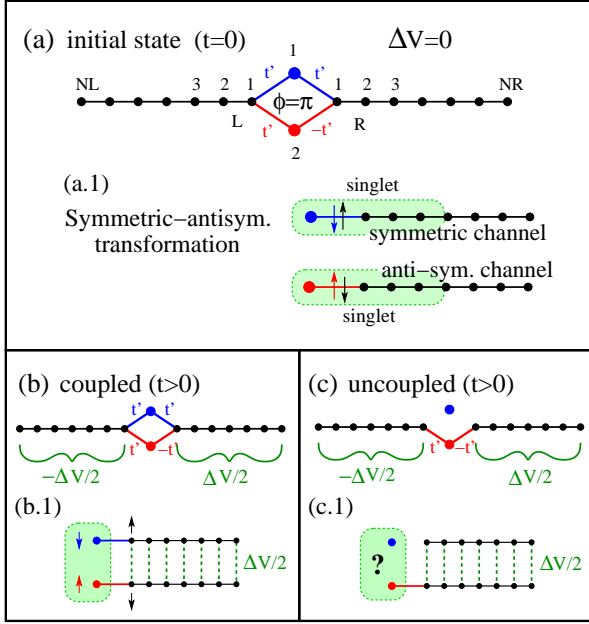 (a) initial state (t=0) ΔV=0
1
NL 3 2 1 t' t' 1 2 3 NR
ϕ=π
L t' −t' R
2
(a.1)
singlet
Symmetric−antisym.
transformation
symmetric channel
anti−sym. channel
singlet
(b) coupled (t>0)
t' t'
t' −t'
−ΔV/2 ΔV/2
(b.1)
ΔV/2
(c) uncoupled (t>0)
t' −t'
−ΔV/2 ΔV/2
(c.1)
?
ΔV/2